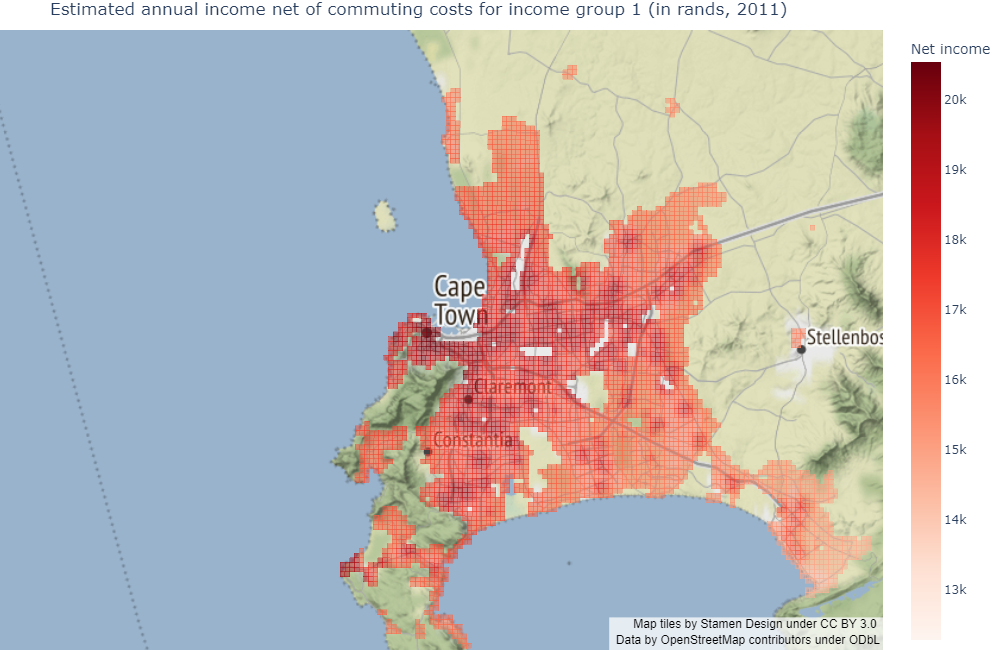 Estimated annual income net of commuting costs for income group 1 (in rands, 2011)
Net income
20k
19k
18k
17k
16k
15k
14k
13k
Cape
Town
Stellenbos
Claremont
Constantia
Map tiles by Stamen Design under CC BY 3.0
Data by OpenStreetMap contributors under ODbL